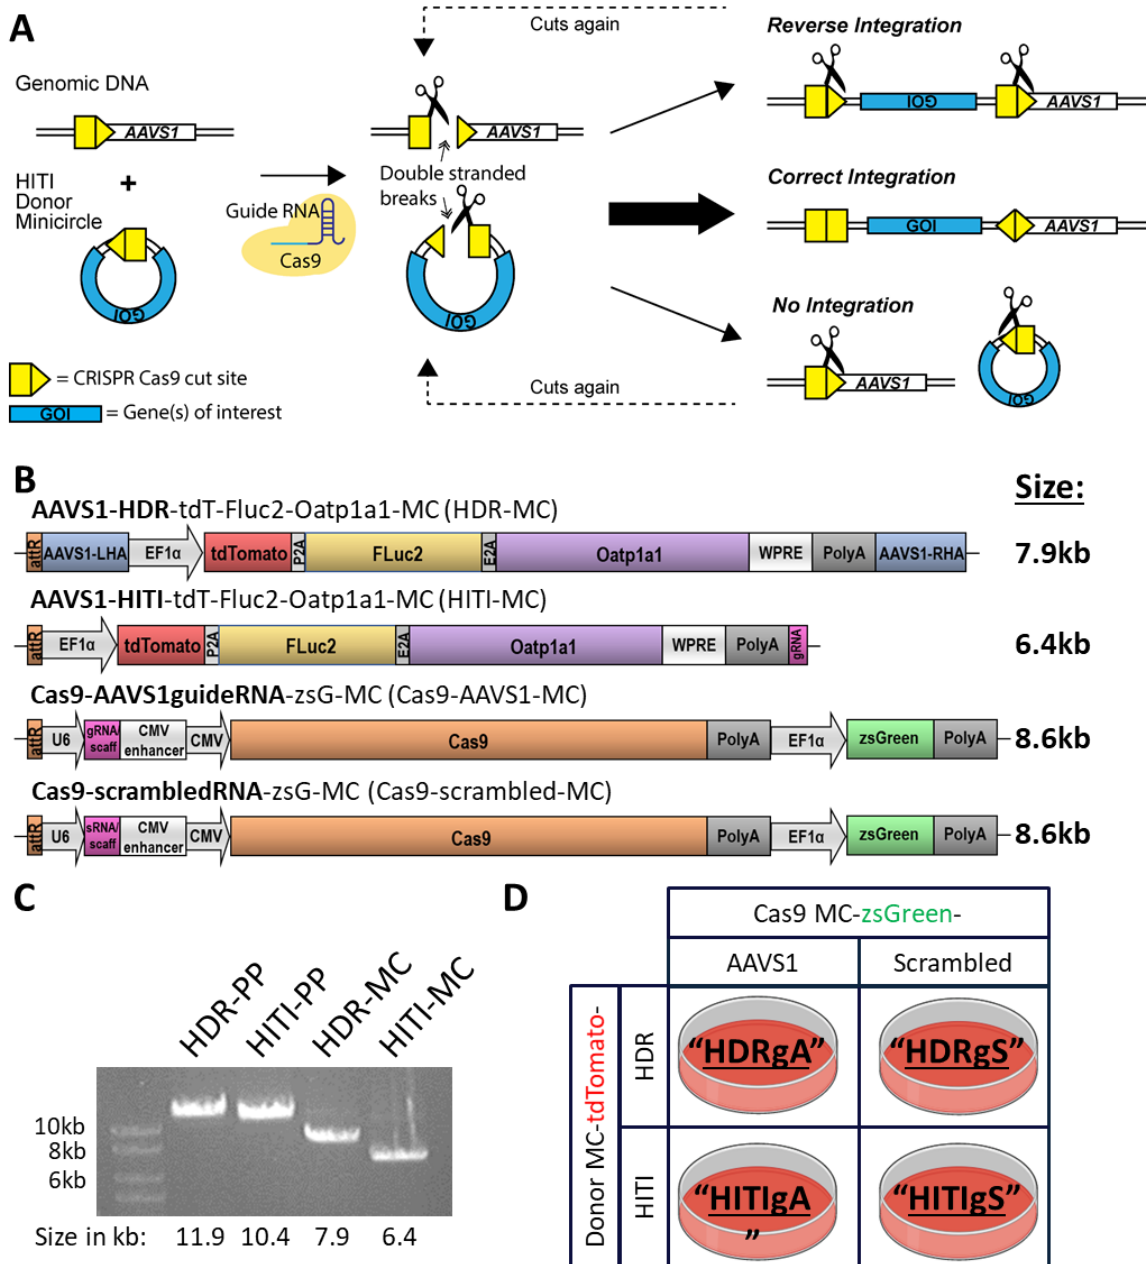 A
Genomic DNA
AAVS1
HITI
Donor
Minicircle
+
GOI
Guide RNA
Cas9
Cuts again
AAVS1
Double stranded
breaks
GOI
Cuts again
Reverse Integration
GOI
AAVS1
Correct Integration
GOI
AAVS1
No Integration
AAVS1
GOI
= CRISPR Cas9 cut site
GOI = Gene(s) of interest
B
Size:
AAVS1-HDR-tdT-Fluc2-Oatp1a1-MC (HDR-MC)
attR AAVS1-LHA EF1α tdTomato P2A FLuc2 E2A Oatp1a1 WPRE PolyA AAVS1-RHA 7.9kb
AAVS1-HITI-tdT-Fluc2-Oatp1a1-MC (HITI-MC)
attR EF1α tdTomato P2A FLuc2 E2A Oatp1a1 WPRE PolyA gRNA 6.4kb
Cas9-AAVS1guideRNA-zsG-MC (Cas9-AAVS1-MC)
attR U6 gRNA/ scaff CMV enhancer CMV Cas9 PolyA EF1α zsGreen PolyA 8.6kb
Cas9-scrambledRNA-zsG-MC (Cas9-scrambled-MC)
attR U6 sRNA/ scaff CMV enhancer CMV Cas9 PolyA EF1α zsGreen PolyA 8.6kb
C
HDR-PP HITI-PP HDR-MC HITI-MC
10kb
8kb
6kb
Size in kb: 11.9 10.4 7.9 6.4
D
Cas9 MC-zsGreen-
AAVS1 Scrambled
Donor MC-tdTomato-
HDR
"HDRgA" "HDRgS"
HITI
"HITIgA
"
"HITIgS"